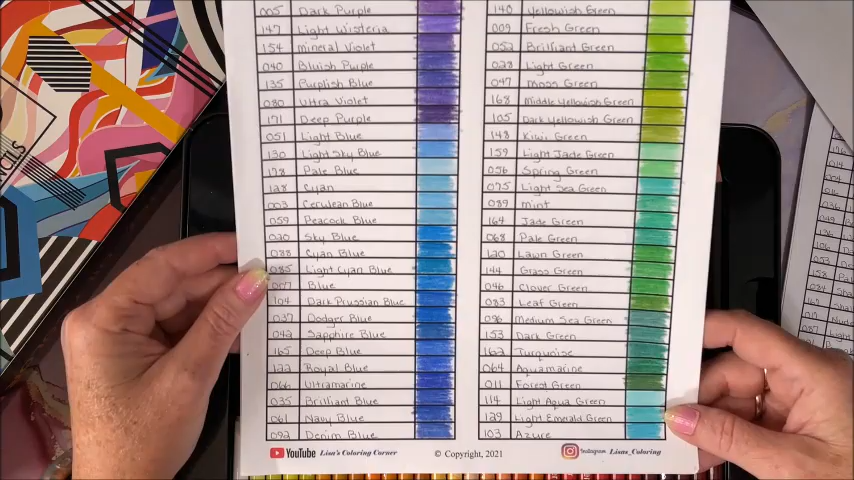 005 Dark Purple
147 Light Wisteria
154 mineral Violet
040 Bluish Purple
135 Purplish Blue
080 Ultra Violet
171 Deep Purple
051 Light Blue
130 Light Sky Blue
178 Pale Blue
128 Cyan
003 Cerulean Blue
059 Peacock Blue
020 Sky Blue
088 Cyan Blue
085 Light Cyan Blue
007 Blue
104 Dark Prussian Blue
037 Dodger Blue
042 Sapphire Blue
165 Deep Blue
122 Royal Blue
066 Ultramarine
035 Brilliant Blue
061 Navy Blue
092 Denim Blue
140 Yellowish Green
009 Fresh Green
052 Brilliant Green
028 Light Green
047 Moss Green
168 Middle Yellowish Green
105 Dark Yellowish Green
148 Kiwi Green
159 Light Jade Green
056 Spring Green
075 Light Sea Green
089 mint
164 Jade Green
068 Pale Green
120 Lawn Green
144 Grass Green
046 Clover Green
083 Leaf Green
096 Medium Sea Green
153 Dark Green
162 Turquoise
064 Aquamarine
011 Forest Green
114 Light Aqua Green
129 Light Emerald Green
103 Azure
YouTube Lisa's Coloring Corner © Copyright, 2021 Instagram Lisas_Coloring